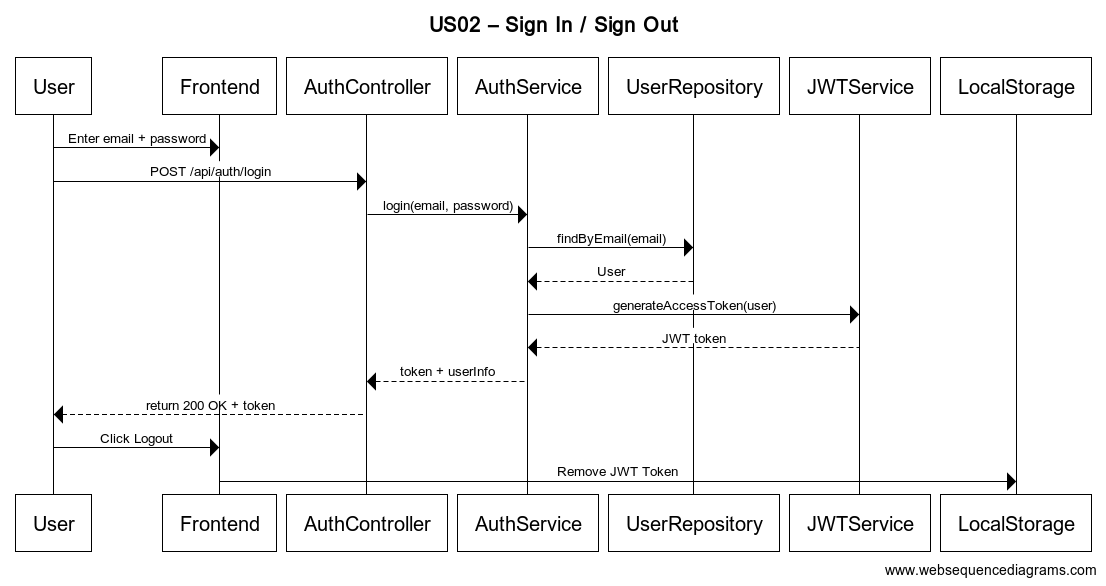 US02 – Sign In / Sign Out
User Frontend AuthController AuthService UserRepository JWTService LocalStorage
Enter email + password
POST /api/auth/login
login(email, password)
findByEmail(email)
User
generateAccessToken(user)
JWT token
token + userInfo
return 200 OK + token
Click Logout
Remove JWT Token
User Frontend AuthController AuthService UserRepository JWTService LocalStorage
www.websequencediagrams.com